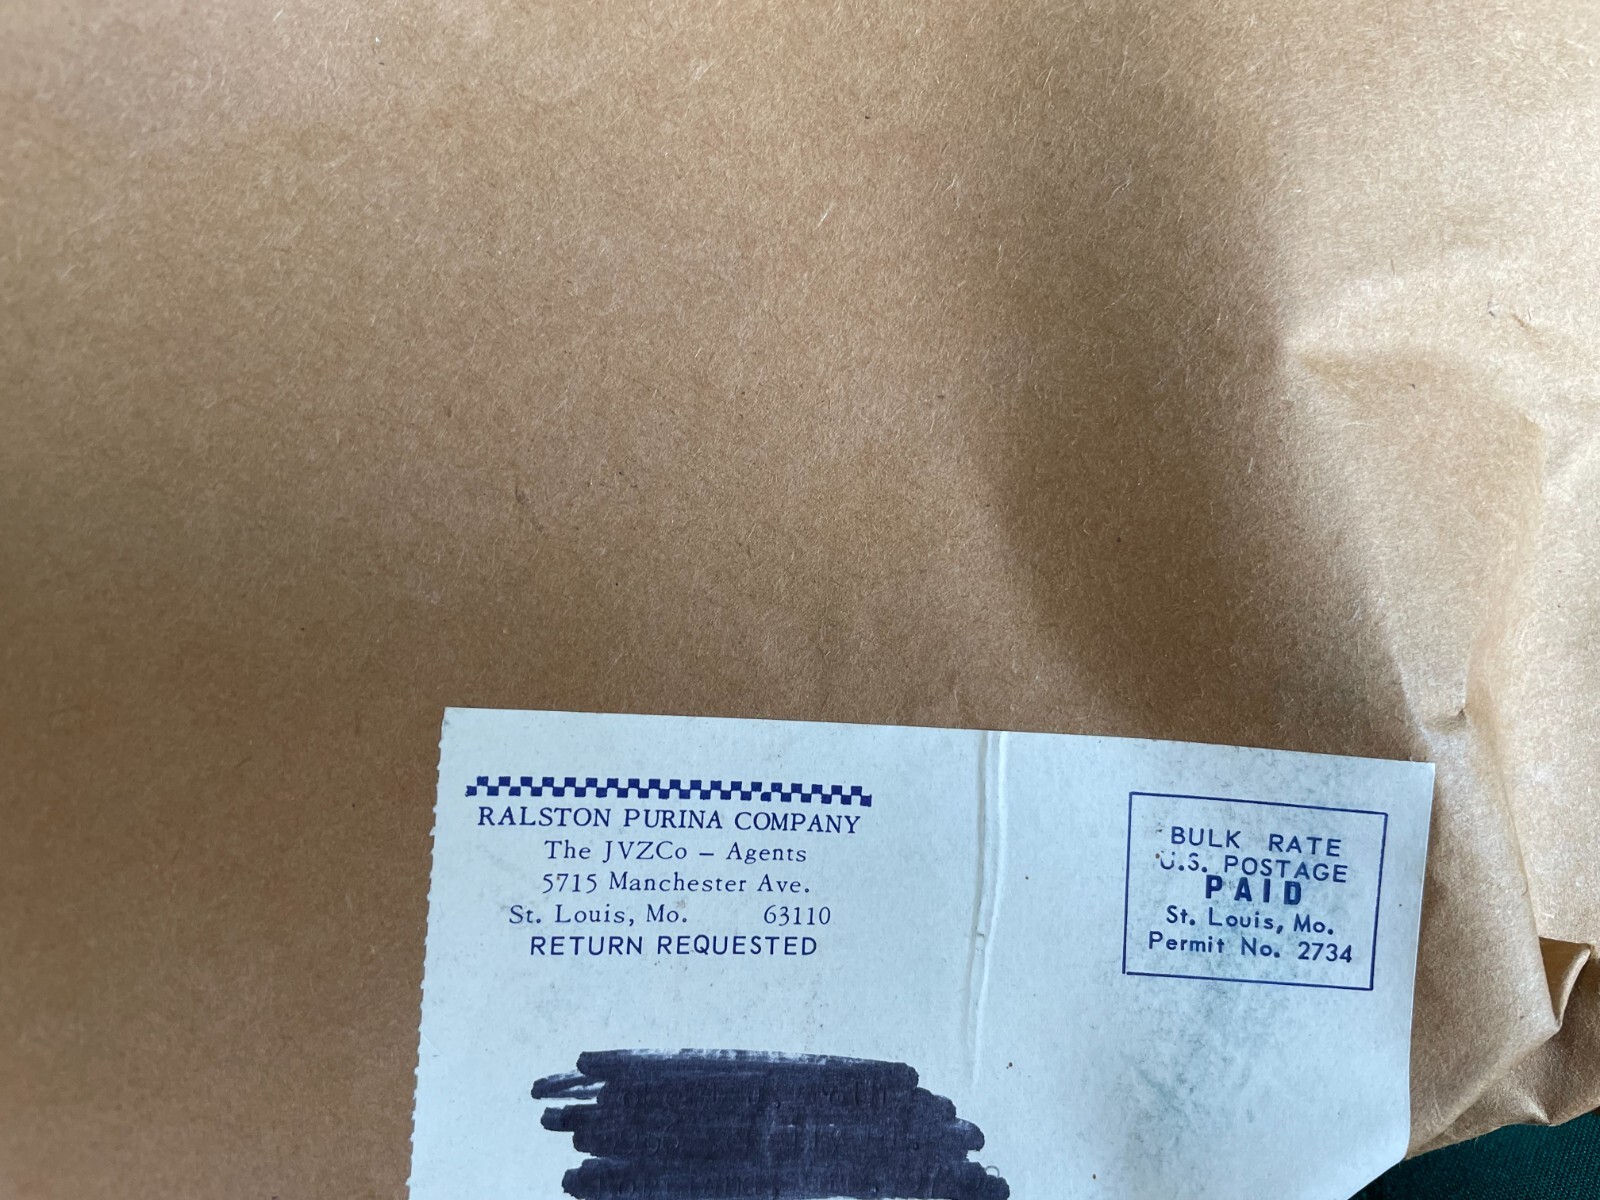 RALSTON PURINA COMPANY
The JVZCo – Agents
5715 Manchester Ave.
St. Louis, Mo. 63110
RETURN REQUESTED
BULK RATE
U.S. POSTAGE
PAID
St. Louis, Mo.
Permit No. 2734